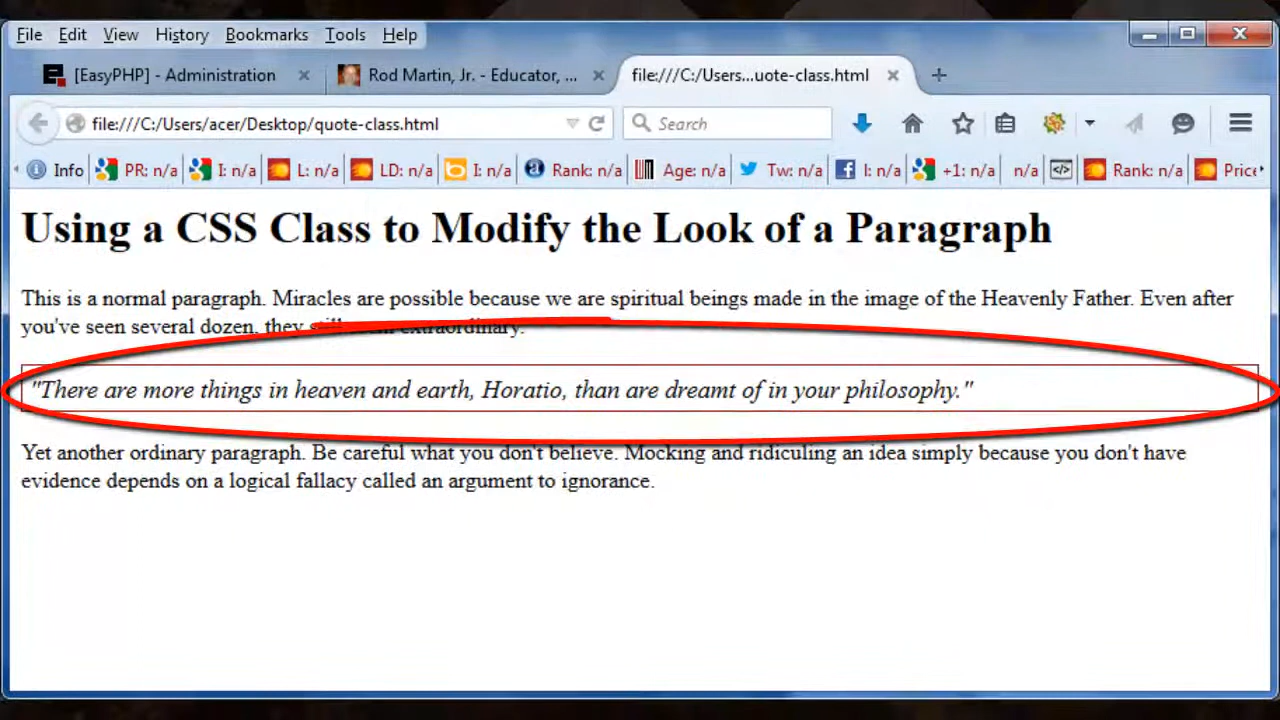 File Edit View History Bookmarks Tools Help
[EasyPHP] - Administration Rod Martin, Jr. - Educator, ... file:///C:/Users...uote-class.html
file:///C:/Users/acer/Desktop/quote-class.html Search
Info PR: n/a I: n/a L: n/a LD: n/a I: n/a Rank: n/a Age: n/a Tw: n/a I: n/a +1: n/a n/a Rank: n/a Price
Using a CSS Class to Modify the Look of a Paragraph
This is a normal paragraph. Miracles are possible because we are spiritual beings made in the image of the Heavenly Father. Even after
you've seen several dozen, they still seem extraordinary.
"There are more things in heaven and earth, Horatio, than are dreamt of in your philosophy."
Yet another ordinary paragraph. Be careful what you don't believe. Mocking and ridiculing an idea simply because you don't have
evidence depends on a logical fallacy called an argument to ignorance.